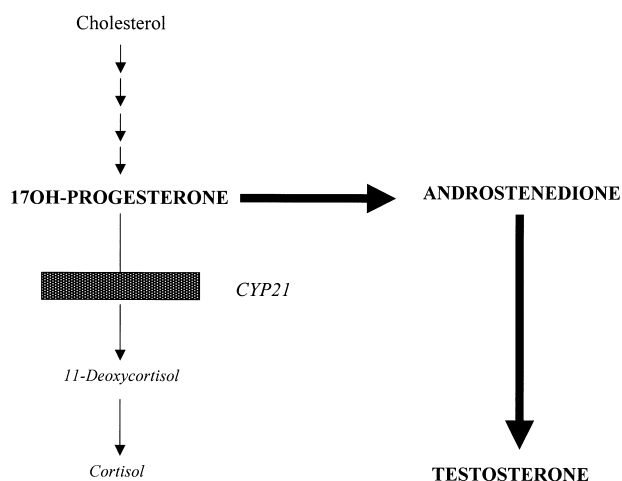 Cholesterol
17OH-PROGESTERONE
ANDROSTENEDIONE
CYP21
11-Deoxycortisol
Cortisol
TESTOSTERONE